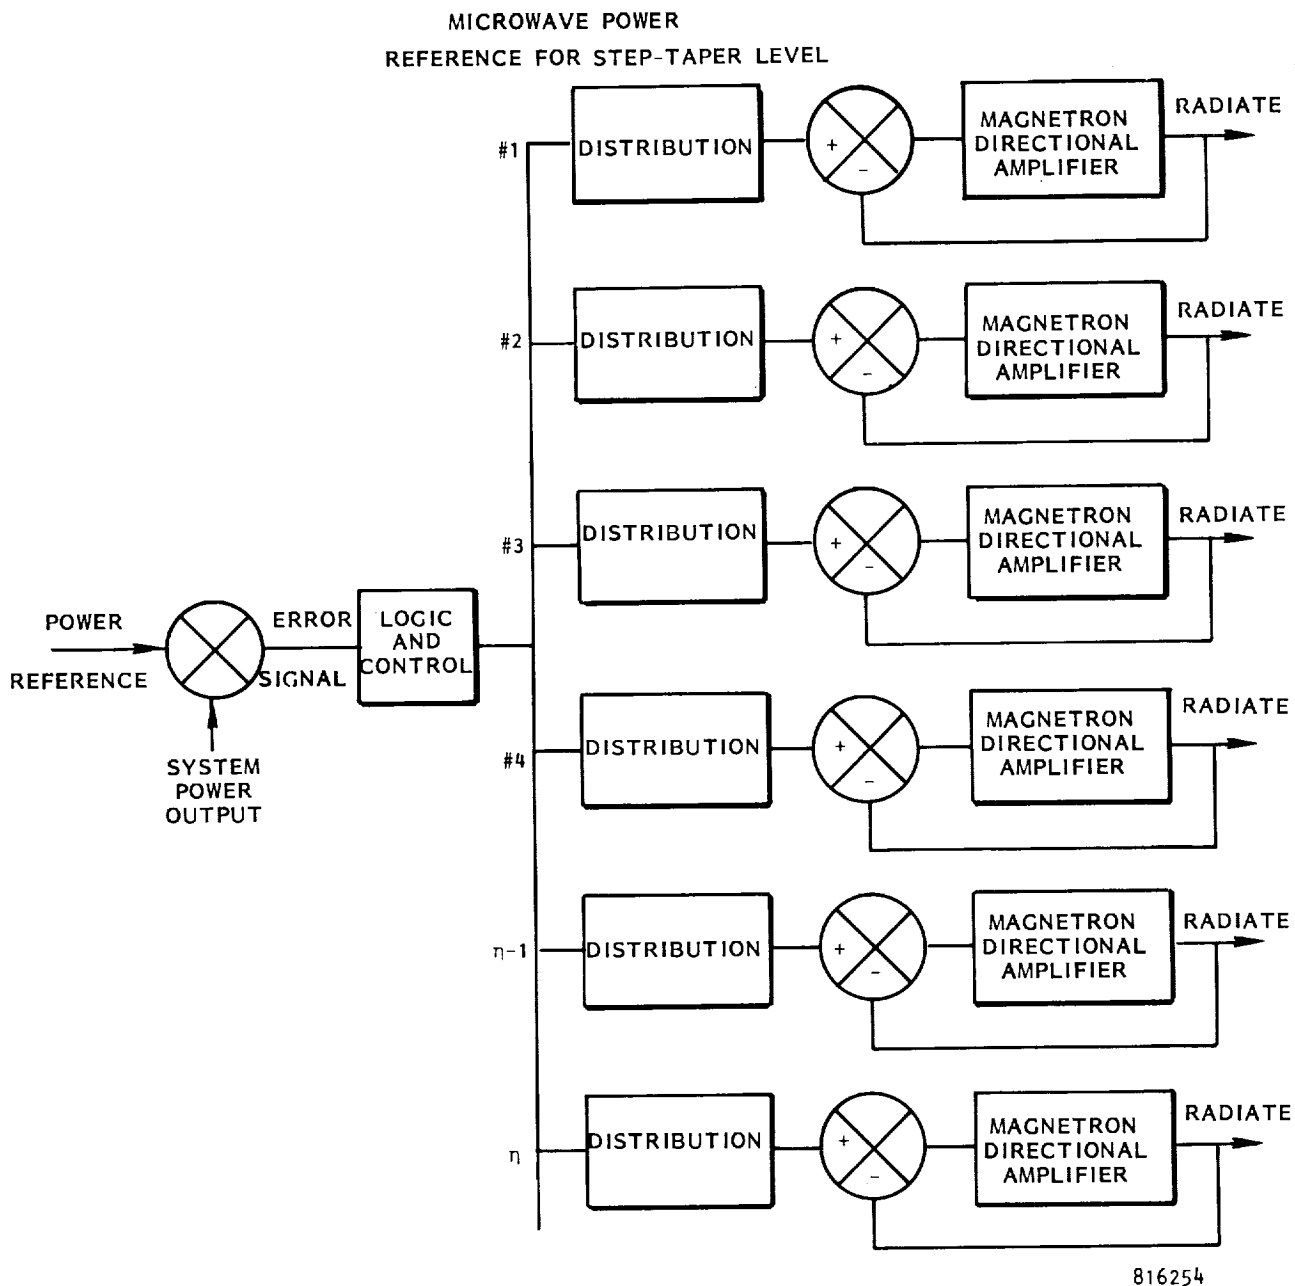 MICROWAVE POWER
REFERENCE FOR STEP-TAPER LEVEL
#1
DISTRIBUTION
+
-
MAGNETRON
DIRECTIONAL
AMPLIFIER
RADIATE
#2
DISTRIBUTION
+
-
MAGNETRON
DIRECTIONAL
AMPLIFIER
RADIATE
#3
DISTRIBUTION
+
-
MAGNETRON
DIRECTIONAL
AMPLIFIER
RADIATE
POWER
REFERENCE
ERROR
SIGNAL
LOGIC
AND
CONTROL
SYSTEM
POWER
OUTPUT
#4
DISTRIBUTION
+
-
MAGNETRON
DIRECTIONAL
AMPLIFIER
RADIATE
η-1
DISTRIBUTION
+
-
MAGNETRON
DIRECTIONAL
AMPLIFIER
RADIATE
η
DISTRIBUTION
+
-
MAGNETRON
DIRECTIONAL
AMPLIFIER
RADIATE
816254